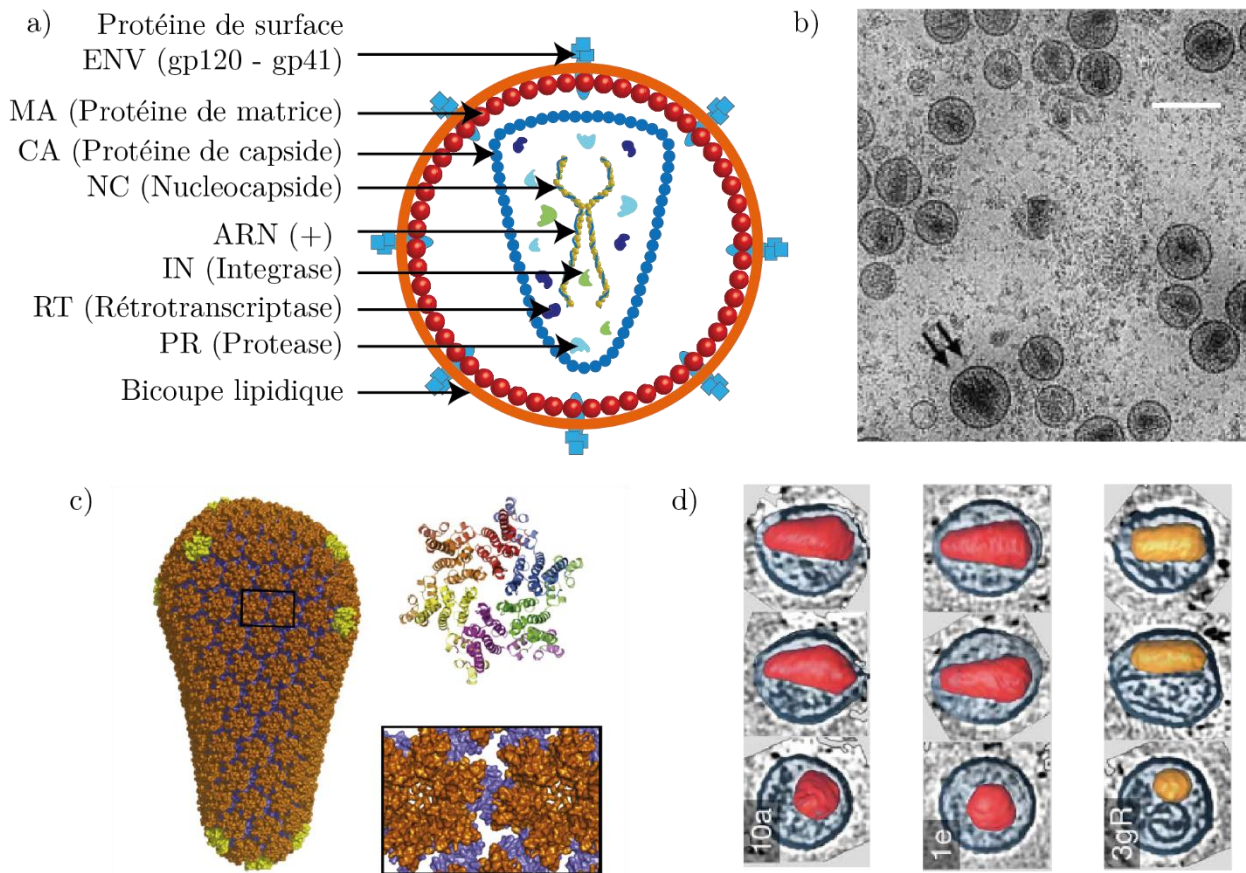 a)
Protéine de surface
ENV (gp120 - gp41)
MA (Protéine de matrice)
CA (Protéine de capside)
NC (Nucleocapside)
ARN (+)
IN (Integrase)
RT (Rétrotranscriptase)
PR (Protease)
Bicoupe lipidique
b)
c)
d)
10a
1e
3gR